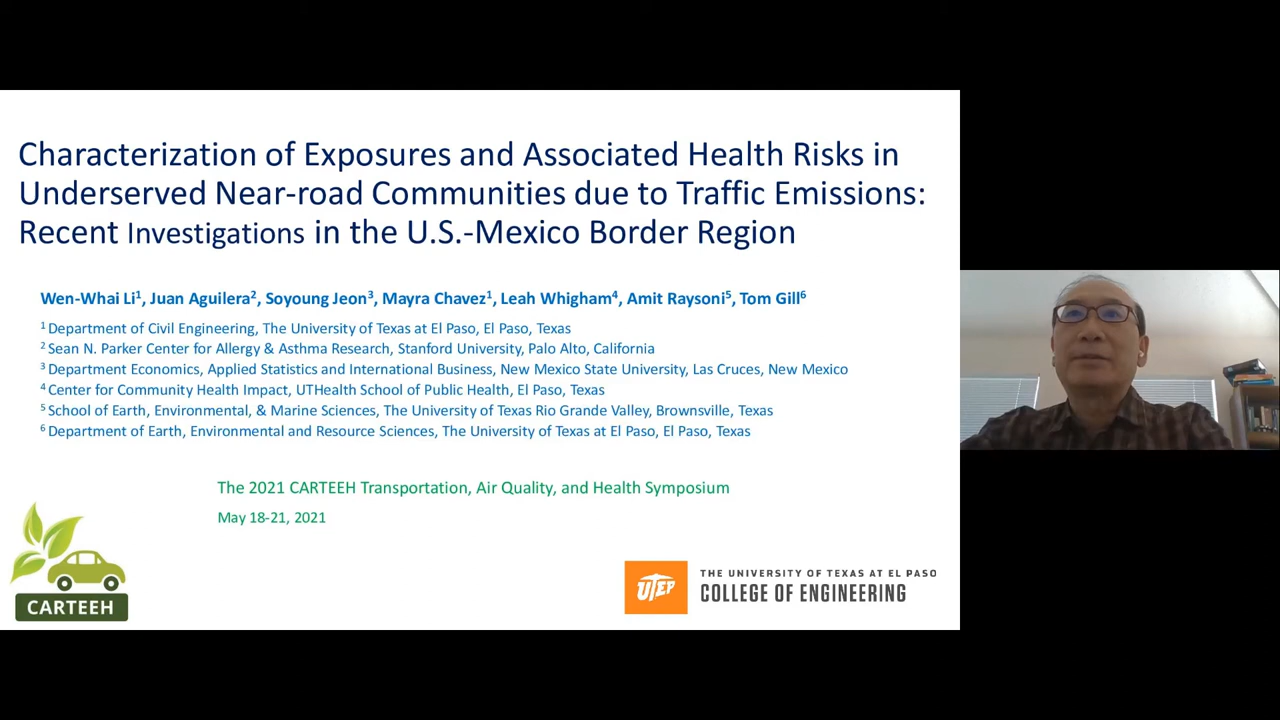 Characterization of Exposures and Associated Health Risks in
Underserved Near-road Communities due to Traffic Emissions:
Recent Investigations in the U.S.-Mexico Border Region
Wen-Whai Li1, Juan Aguilera2, Soyoung Jeon3, Mayra Chavez1, Leah Whigham4, Amit Raysoni5, Tom Gill6
1 Department of Civil Engineering, The University of Texas at El Paso, El Paso, Texas
2 Sean N. Parker Center for Allergy & Asthma Research, Stanford University, Palo Alto, California
3 Department Economics, Applied Statistics and International Business, New Mexico State University, Las Cruces, New Mexico
4 Center for Community Health Impact, UTHealth School of Public Health, El Paso, Texas
5 School of Earth, Environmental, & Marine Sciences, The University of Texas Rio Grande Valley, Brownsville, Texas
6 Department of Earth, Environmental and Resource Sciences, The University of Texas at El Paso, El Paso, Texas
The 2021 CARTEEH Transportation, Air Quality, and Health Symposium
May 18-21, 2021
CARTEEH
UTEP
THE UNIVERSITY OF TEXAS AT EL PASO
COLLEGE OF ENGINEERING